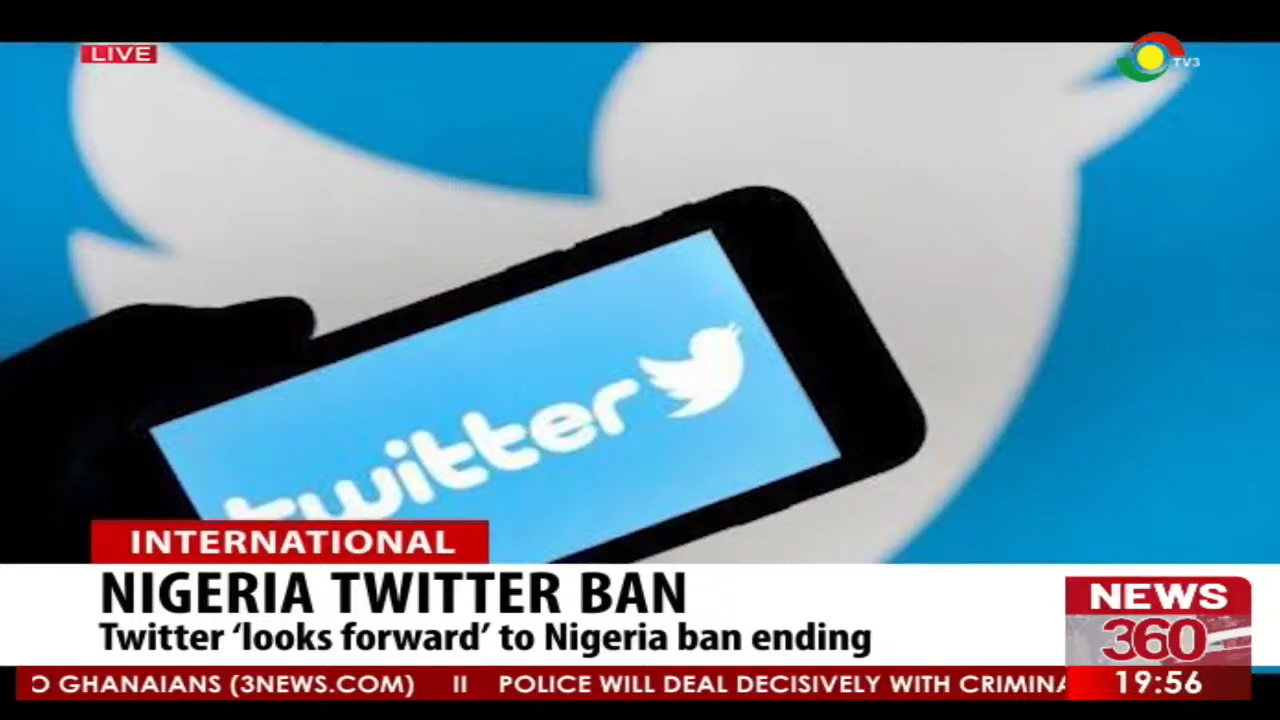 LIVE
TV3
twitter
INTERNATIONAL
NIGERIA TWITTER BAN
Twitter ‘looks forward’ to Nigeria ban ending
NEWS
360
O GHANAIANS (3NEWS.COM) II POLICE WILL DEAL DECISIVELY WITH
19:56